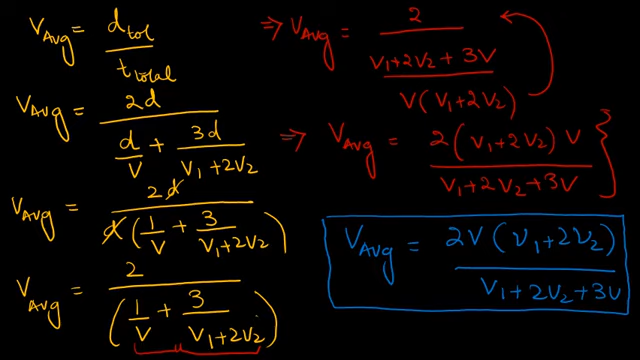 V_Avg = d_tol / t_total
V_Avg = 2d / (d/V + 3d/(V₁+2V₂))
V_Avg = 2d / d(1/V + 3/(V₁+2V₂))
V_Avg = 2 / (1/V + 3/(V₁+2V₂))
⇒ V_Avg = 2 / ((V₁+2V₂+3V) / V(V₁+2V₂))
⇒ V_Avg = 2(V₁+2V₂)V / (V₁+2V₂+3V)
V_Avg = 2V(V₁+2V₂) / (V₁+2V₂+3V)